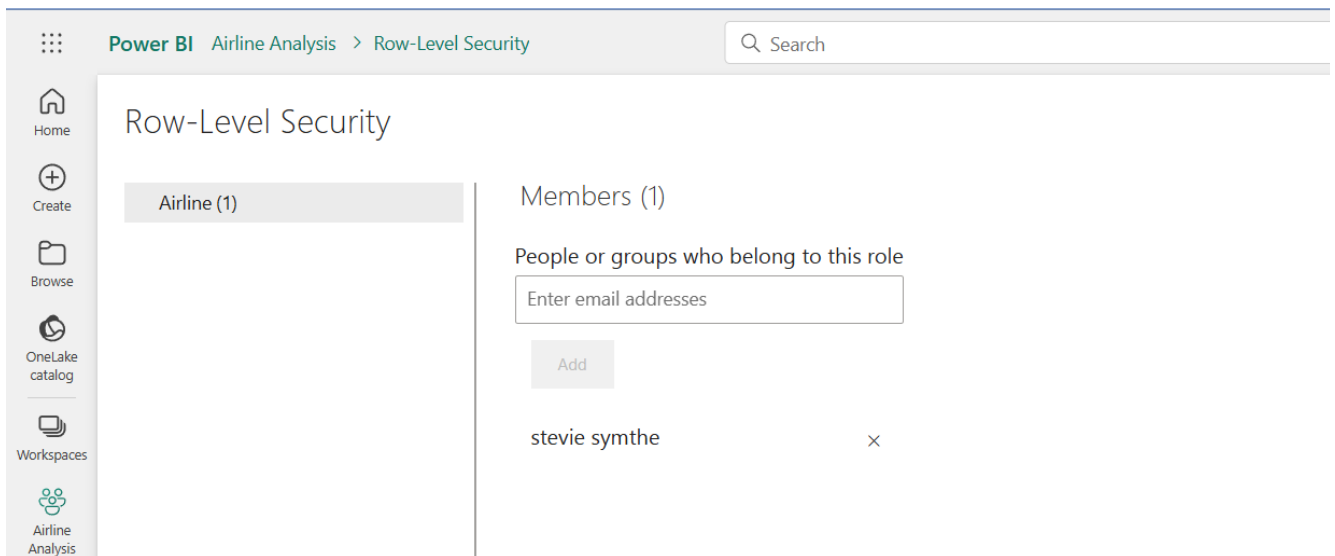 Power BI Airline Analysis > Row-Level Security
Search
Home
Create
Browse
OneLake
catalog
Workspaces
Airline
Analysis
Row-Level Security
Airline (1)
Members (1)
People or groups who belong to this role
Enter email addresses
Add
stevie symthe